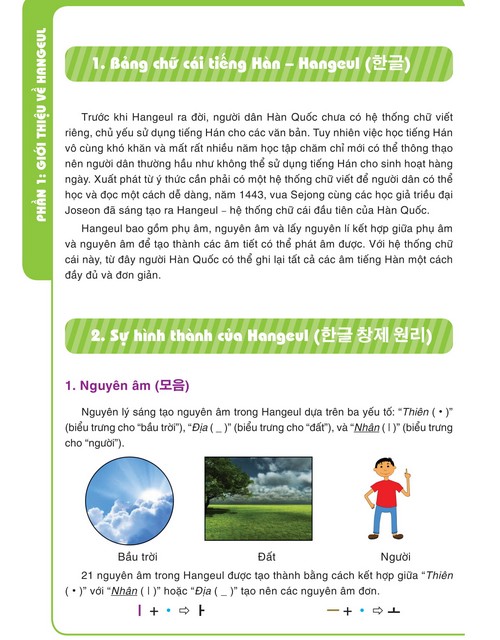 PHẦN 1: GIỚI THIỆU VỀ HANGEUL
1. Bảng chữ cái tiếng Hàn – Hangeul (한글)
Trước khi Hangeul ra đời, người dân Hàn Quốc chưa có hệ thống chữ viết
riêng, chủ yếu sử dụng tiếng Hán cho các văn bản. Tuy nhiên việc học tiếng Hán
vô cùng khó khăn và mất rất nhiều năm học tập chăm chỉ mới có thể thông thạo
nên người dân thường hầu như không thể sử dụng tiếng Hán cho sinh hoạt hàng
ngày. Xuất phát từ ý thức cần phải có một hệ thống chữ viết để người dân có thể
học và đọc một cách dễ dàng, năm 1443, vua Sejong cùng các học giả triều đại
Joseon đã sáng tạo ra Hangeul – hệ thống chữ cái đầu tiên của Hàn Quốc.
Hangeul bao gồm phụ âm, nguyên âm và lấy nguyên lí kết hợp giữa phụ âm
và nguyên âm để tạo thành các âm tiết có thể phát âm được. Với hệ thống chữ
cái này, từ đây người Hàn Quốc có thể ghi lại tất cả các âm tiếng Hàn một cách
đầy đủ và đơn giản.
2. Sự hình thành của Hangeul (한글 창제 원리)
1. Nguyên âm (모음)
Nguyên lý sáng tạo nguyên âm trong Hangeul dựa trên ba yếu tố: “Thiên ( • )”
(biểu trưng cho “bầu trời”), “Địa ( _ )” (biểu trưng cho “đất”), và “Nhân ( l )” (biểu trưng
cho “người”).
Bầu trời Đất Người
21 nguyên âm trong Hangeul được tạo thành bằng cách kết hợp giữa “Thiên
( • )” với “Nhân ( l )” hoặc “Địa ( _ )” tạo nên các nguyên âm đơn.
ㅣ + • ⇨ ㅏ ㅡ + • ⇨ ㅗ